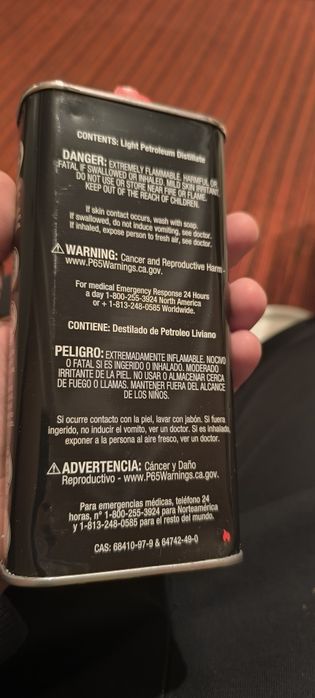 CONTENTS: Light Petroleum Distillate
DANGER: EXTREMELY FLAMMABLE. HARMFUL OR
FATAL IF SWALLOWED OR INHALED. MILD SKIN IRRITANT.
DO NOT USE OR STORE NEAR FIRE OR FLAME.
KEEP OUT OF THE REACH OF CHILDREN.
If skin contact occurs, wash with soap.
If swallowed, do not induce vomiting, see doctor.
If inhaled, expose person to fresh air, see doctor.
⚠WARNING: Cancer and Reproductive Harm -
www.P65Warnings.ca.gov.
For medical Emergency Response 24 Hours
a day 1-800-255-3924 North America
or + 1-813-248-0585 Worldwide.
CONTIENE: Destilado de Petroleo Liviano
PELIGRO: EXTREMADAMENTE INFLAMABLE. NOCIVO
O FATAL SI ES INGERIDO O INHALADO. MODERADO
IRRITANTE DE LA PIEL. NO USAR O ALMACENAR CERCA
DE FUEGO O LLAMAS. MANTENER FUERA DEL ALCANCE
DE LOS NIÑOS.
Si ocurre contacto con la piel, lavar con jabón. Si fuera
ingerido, no inducir el vomito, ver un doctor. Si es inhalado,
exponer a la persona al aire fresco, ver un doctor.
⚠ADVERTENCIA: Cáncer y Daño
Reproductivo - www.P65Warnings.ca.gov.
Para emergencias médicas, teléfono 24
horas, n° 1-800-255-3924 para Norteamérica
y 1-813-248-0585 para el resto del mundo.
CAS: 68410-97-9 & 64742-49-0